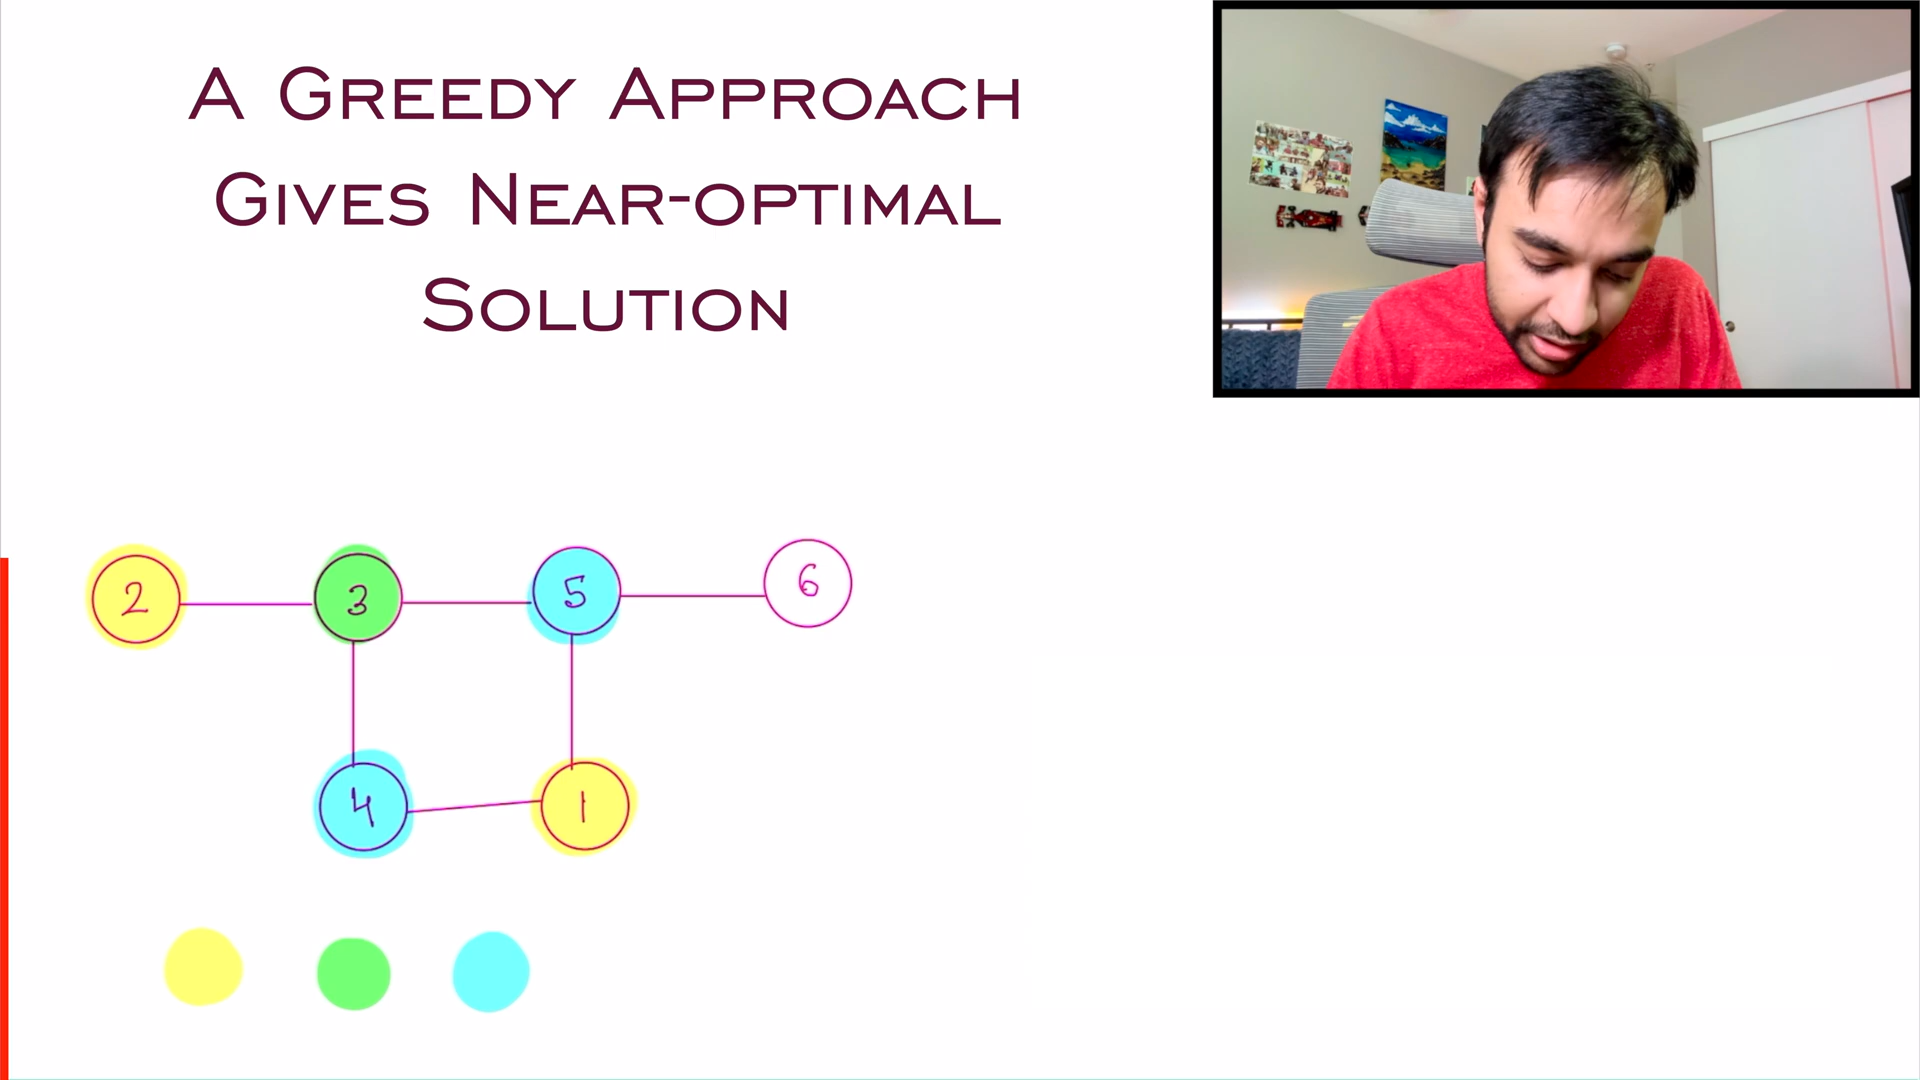 A GREEDY APPROACH
GIVES NEAR-OPTIMAL
SOLUTION
2 3 5 6
4 1